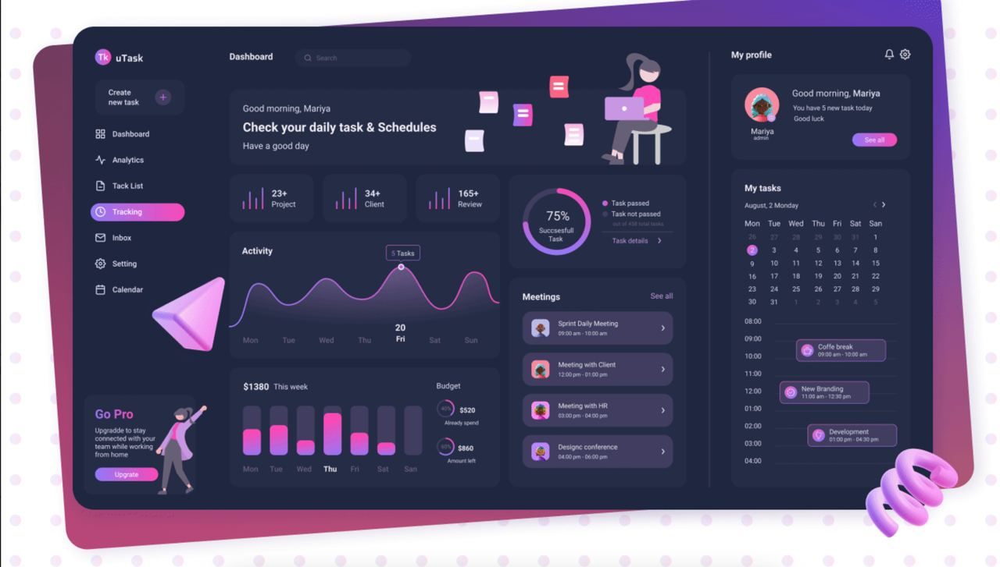 Tk uTask
Create
new task
+
Dashboard
Analytics
Tack List
Tracking
Inbox
Setting
Calendar
Go Pro
Upgradde to stay
connected with your
team while working
from home
Upgrate
Dashboard
Search
Good morning, Mariya
Check your daily task & Schedules
Have a good day
23+
Project
34+
Client
165+
Review
75%
Succsesfull
Task
Task passed
Task not passed
out of 458 total tasks
Task details
Activity
5 Tasks
20
Mon Tue Wed Thu Fri Sat Sun
$1380 This week
Mon Tue Wed Thu Fri Sat San
Budget
40% $520
Already spend
60% $860
Amount left
Meetings See all
Sprint Daily Meeting
09:00 am - 10:00 am
Meeting with Client
12:00 pm - 01:00 pm
Meeting with HR
03:00 pm - 04:00 pm
Designc conference
04:00 pm - 06:00 pm
My profile
Good morning, Mariya
You have 5 new task today
Good luck
Mariya
admin
See all
My tasks
August, 2 Monday
Mon Tue Wed Thu Fri Sat San
26 27 28 29 30 31 1
2 3 4 5 6 7 8
9 10 11 12 13 14 15
16 17 18 19 20 21 22
23 24 25 26 27 28 29
30 31 1 2 3 4 5
08:00
09:00
Coffe break
09:00 am - 10:00 am
10:00
11:00
New Branding
11:00 am - 12:30 pm
12:00
01:00
02:00
Development
01:00 pm - 04:30 pm
03:00
04:00